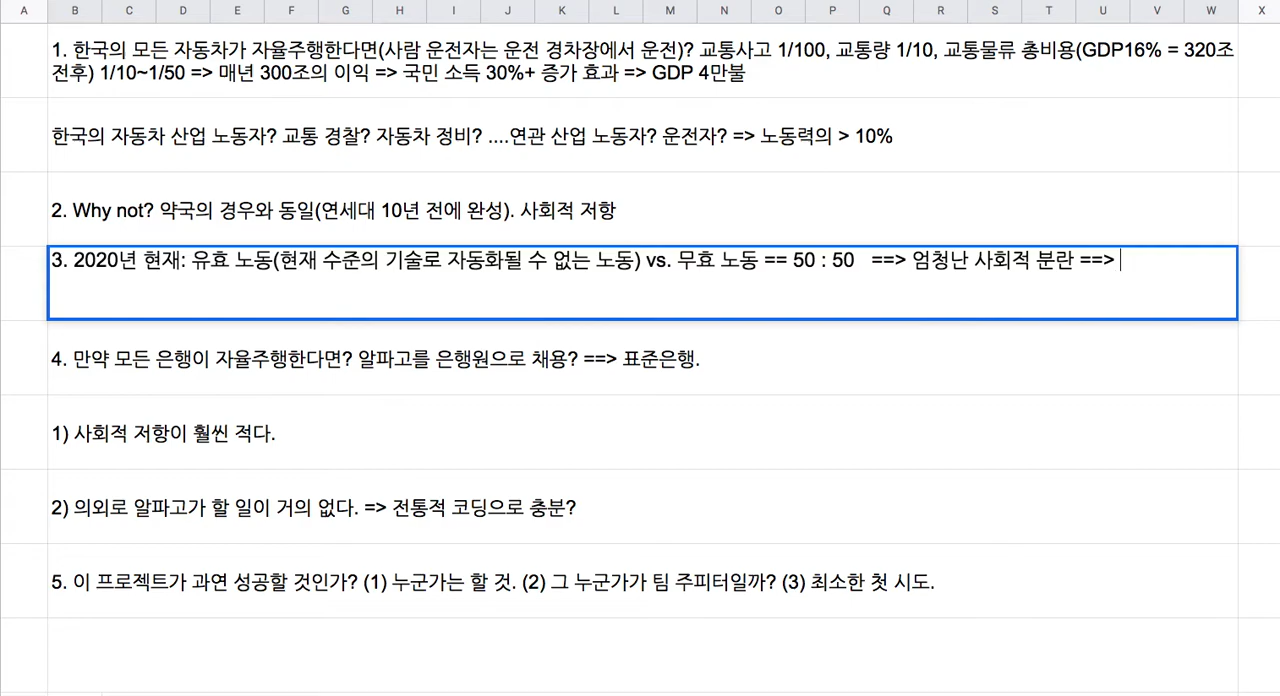 A B C D E F G H I J K L M N O P Q R S T U V W X
1. 한국의 모든 자동차가 자율주행한다면(사람 운전자는 운전 경차장에서 운전)? 교통사고 1/100, 교통량 1/10, 교통물류 총비용(GDP16% = 320조
전후) 1/10~1/50 => 매년 300조의 이익 => 국민 소득 30%+ 증가 효과 => GDP 4만불
한국의 자동차 산업 노동자? 교통 경찰? 자동차 정비? ....연관 산업 노동자? 운전자? => 노동력의 > 10%
2. Why not? 약국의 경우와 동일(연세대 10년 전에 완성). 사회적 저항
3. 2020년 현재: 유효 노동(현재 수준의 기술로 자동화될 수 없는 노동) vs. 무효 노동 == 50 : 50 ==> 엄청난 사회적 분란 ==>
4. 만약 모든 은행이 자율주행한다면? 알파고를 은행원으로 채용? ==> 표준은행.
1) 사회적 저항이 훨씬 적다.
2) 의외로 알파고가 할 일이 거의 없다. => 전통적 코딩으로 충분?
5. 이 프로젝트가 과연 성공할 것인가? (1) 누군가는 할 것. (2) 그 누군가가 팀 주피터일까? (3) 최소한 첫 시도.